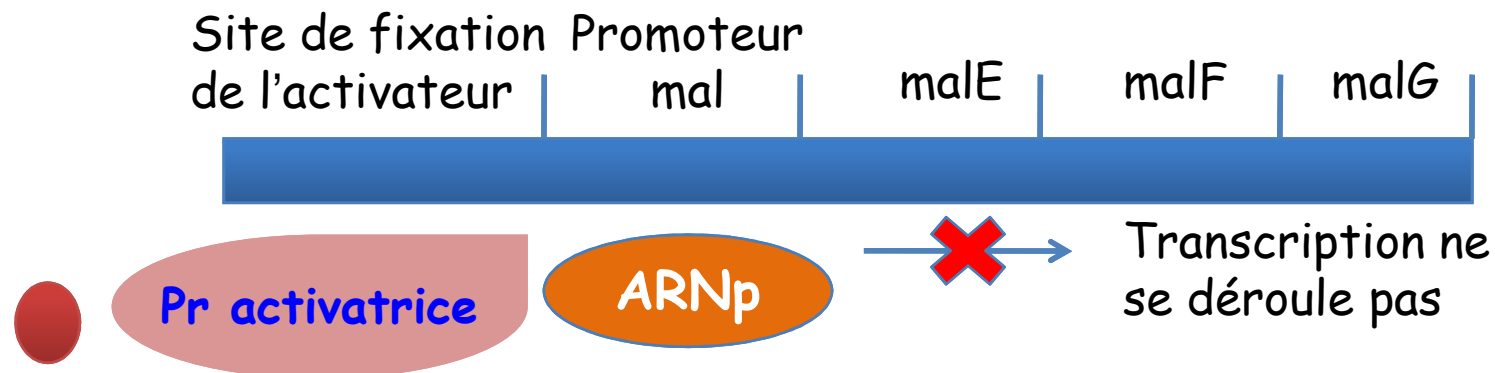 Site de fixation
de l’activateur
Promoteur
mal
malE
malF
malG
Pr activatrice
ARNp
Transcription ne
se déroule pas